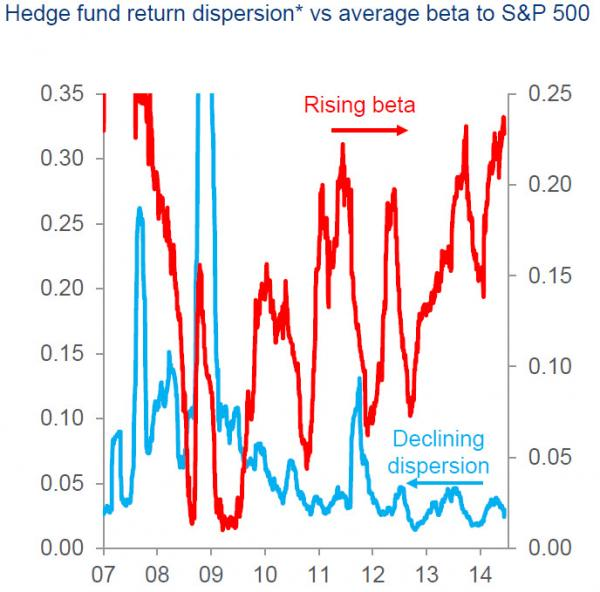 Hedge fund return dispersion* vs average beta to S&P 500
0.35
0.30
0.25
0.20
0.15
0.10
0.05
0.00
0.25
0.20
0.15
0.10
0.05
0.00
Rising beta
Declining
dispersion
07 08 09 10 11 12 13 14